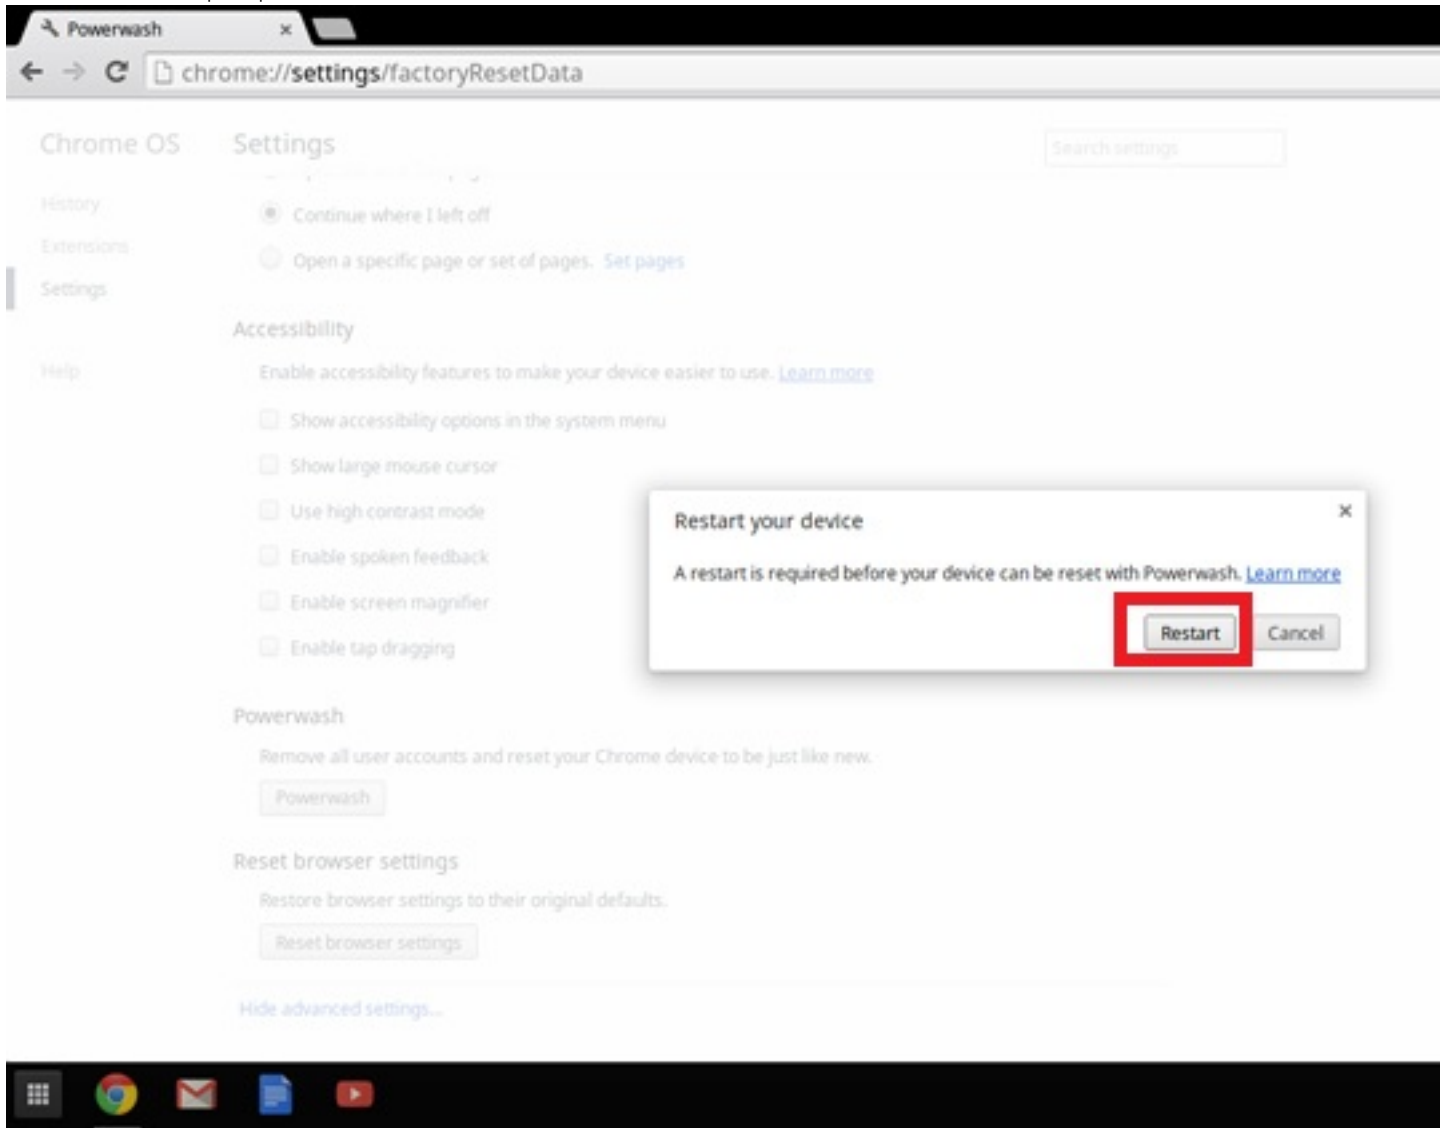 Powerwash
chrome://settings/factoryResetData
Chrome OS
Settings
Search settings
History
Extensions
Settings
Help
Continue where I left off
Open a specific page or set of pages. Set pages
Accessibility
Enable accessibility features to make your device easier to use. Learn more
Show accessibility options in the system menu
Show large mouse cursor
Use high contrast mode
Enable spoken feedback
Enable screen magnifier
Enable tap dragging
Restart your device
A restart is required before your device can be reset with Powerwash. Learn more
Restart
Cancel
Powerwash
Remove all user accounts and reset your Chrome device to be just like new.
Powerwash
Reset browser settings
Restore browser settings to their original defaults.
Reset browser settings
Hide advanced settings...